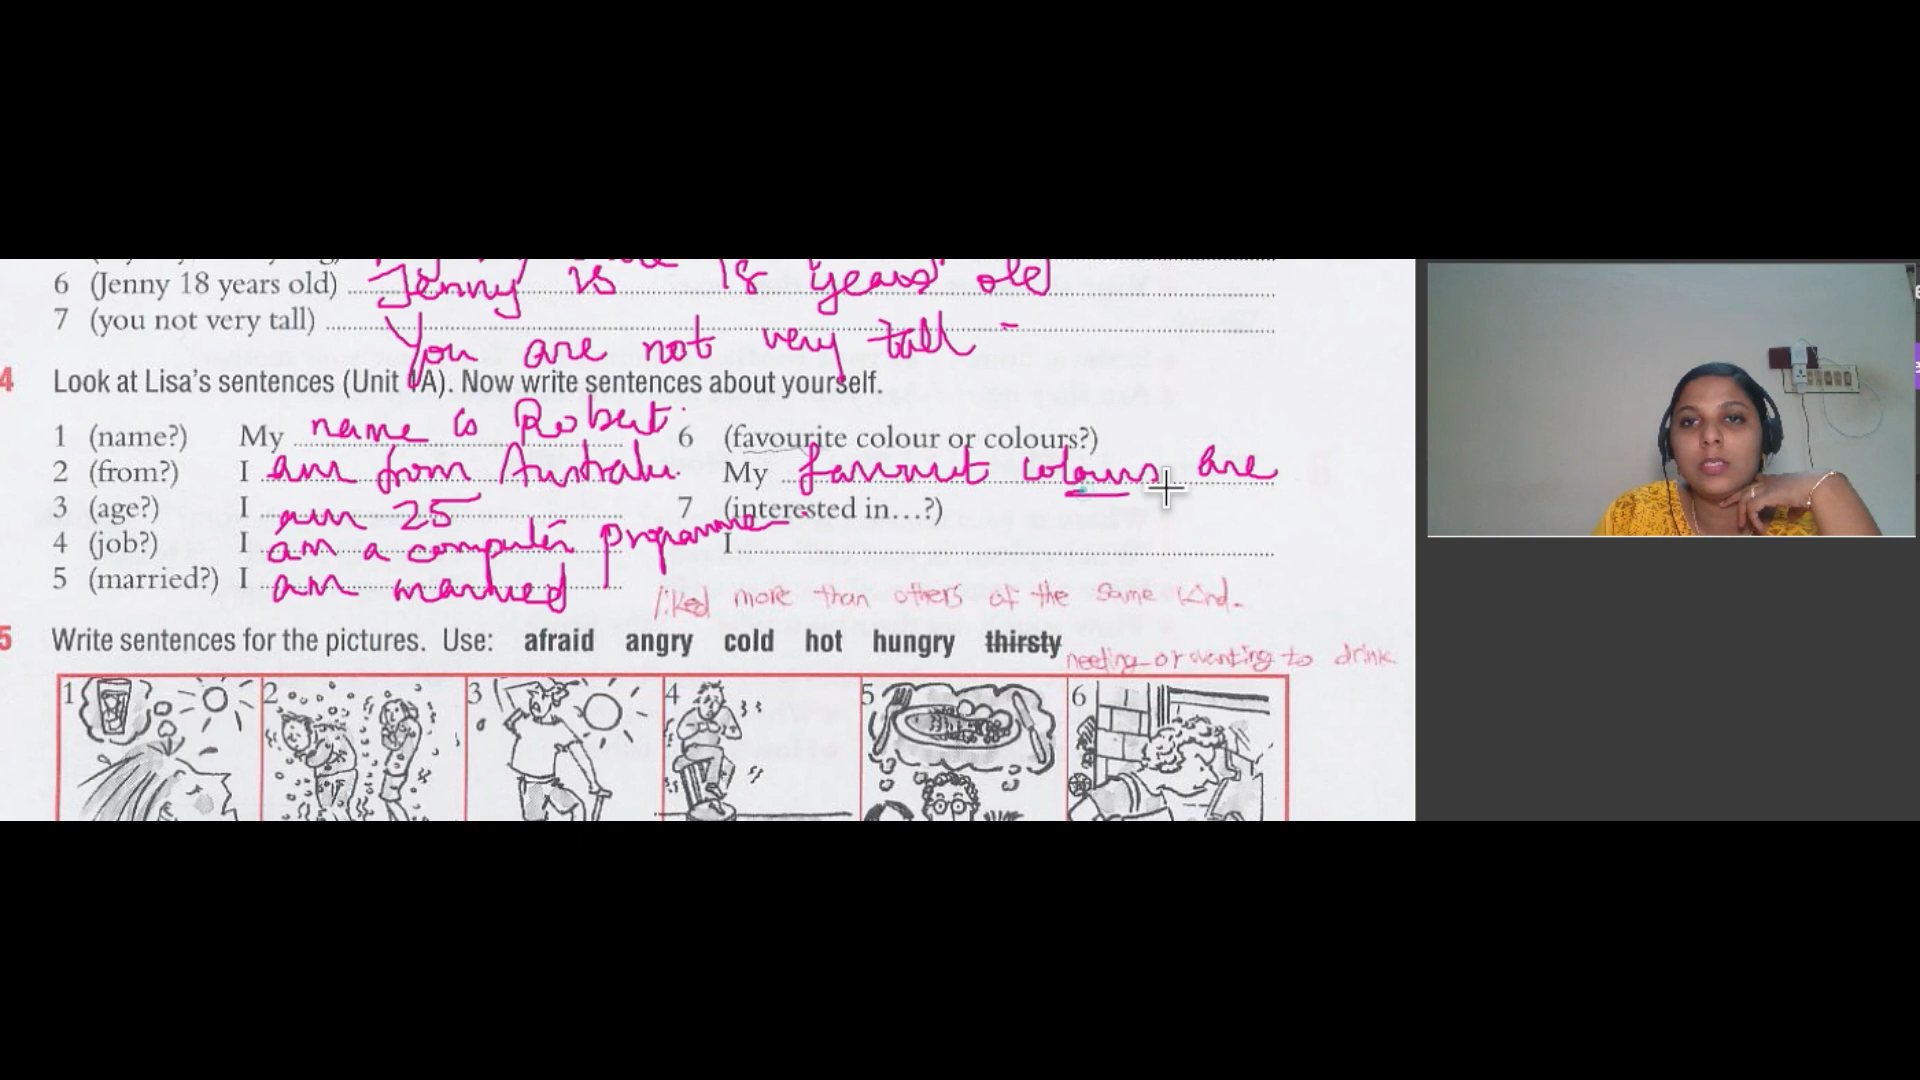 6 (Jenny 18 years old) Jenny is 18 years old
7 (you not very tall) You are not very tall
4 Look at Lisa's sentences (Unit 1A). Now write sentences about yourself.
1 (name?) My name is Robert.
2 (from?) I am from Australia.
3 (age?) I am 25
4 (job?) I am a computer programme
5 (married?) I am married
6 (favourite colour or colours?)
My favourit colours are
7 (interested in...?)
I
liked more than others of the same kind.
5 Write sentences for the pictures. Use: afraid angry cold hot hungry thirsty
needing or wanting to drink
1 2 3 4 5 6